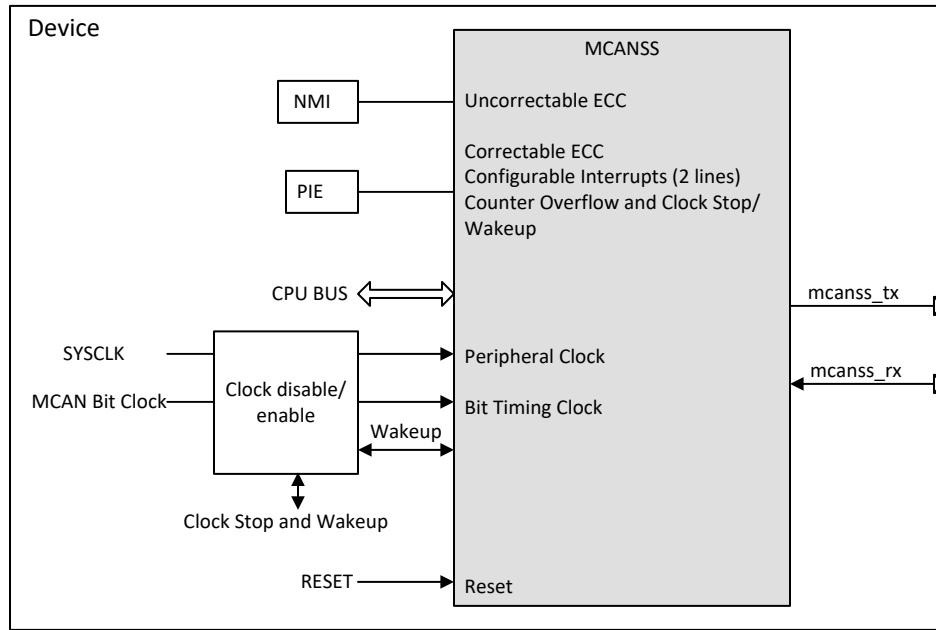 Device
MCANSS
NMI
Uncorrectable ECC
Correctable ECC
Configurable Interrupts (2 lines)
PIE
Counter Overflow and Clock Stop/
Wakeup
CPU BUS
mcanss_tx
SYSCLK
Peripheral Clock
mcanss_rx
Clock disable/
enable
MCAN Bit Clock
Bit Timing Clock
Wakeup
Clock Stop and Wakeup
RESET
Reset